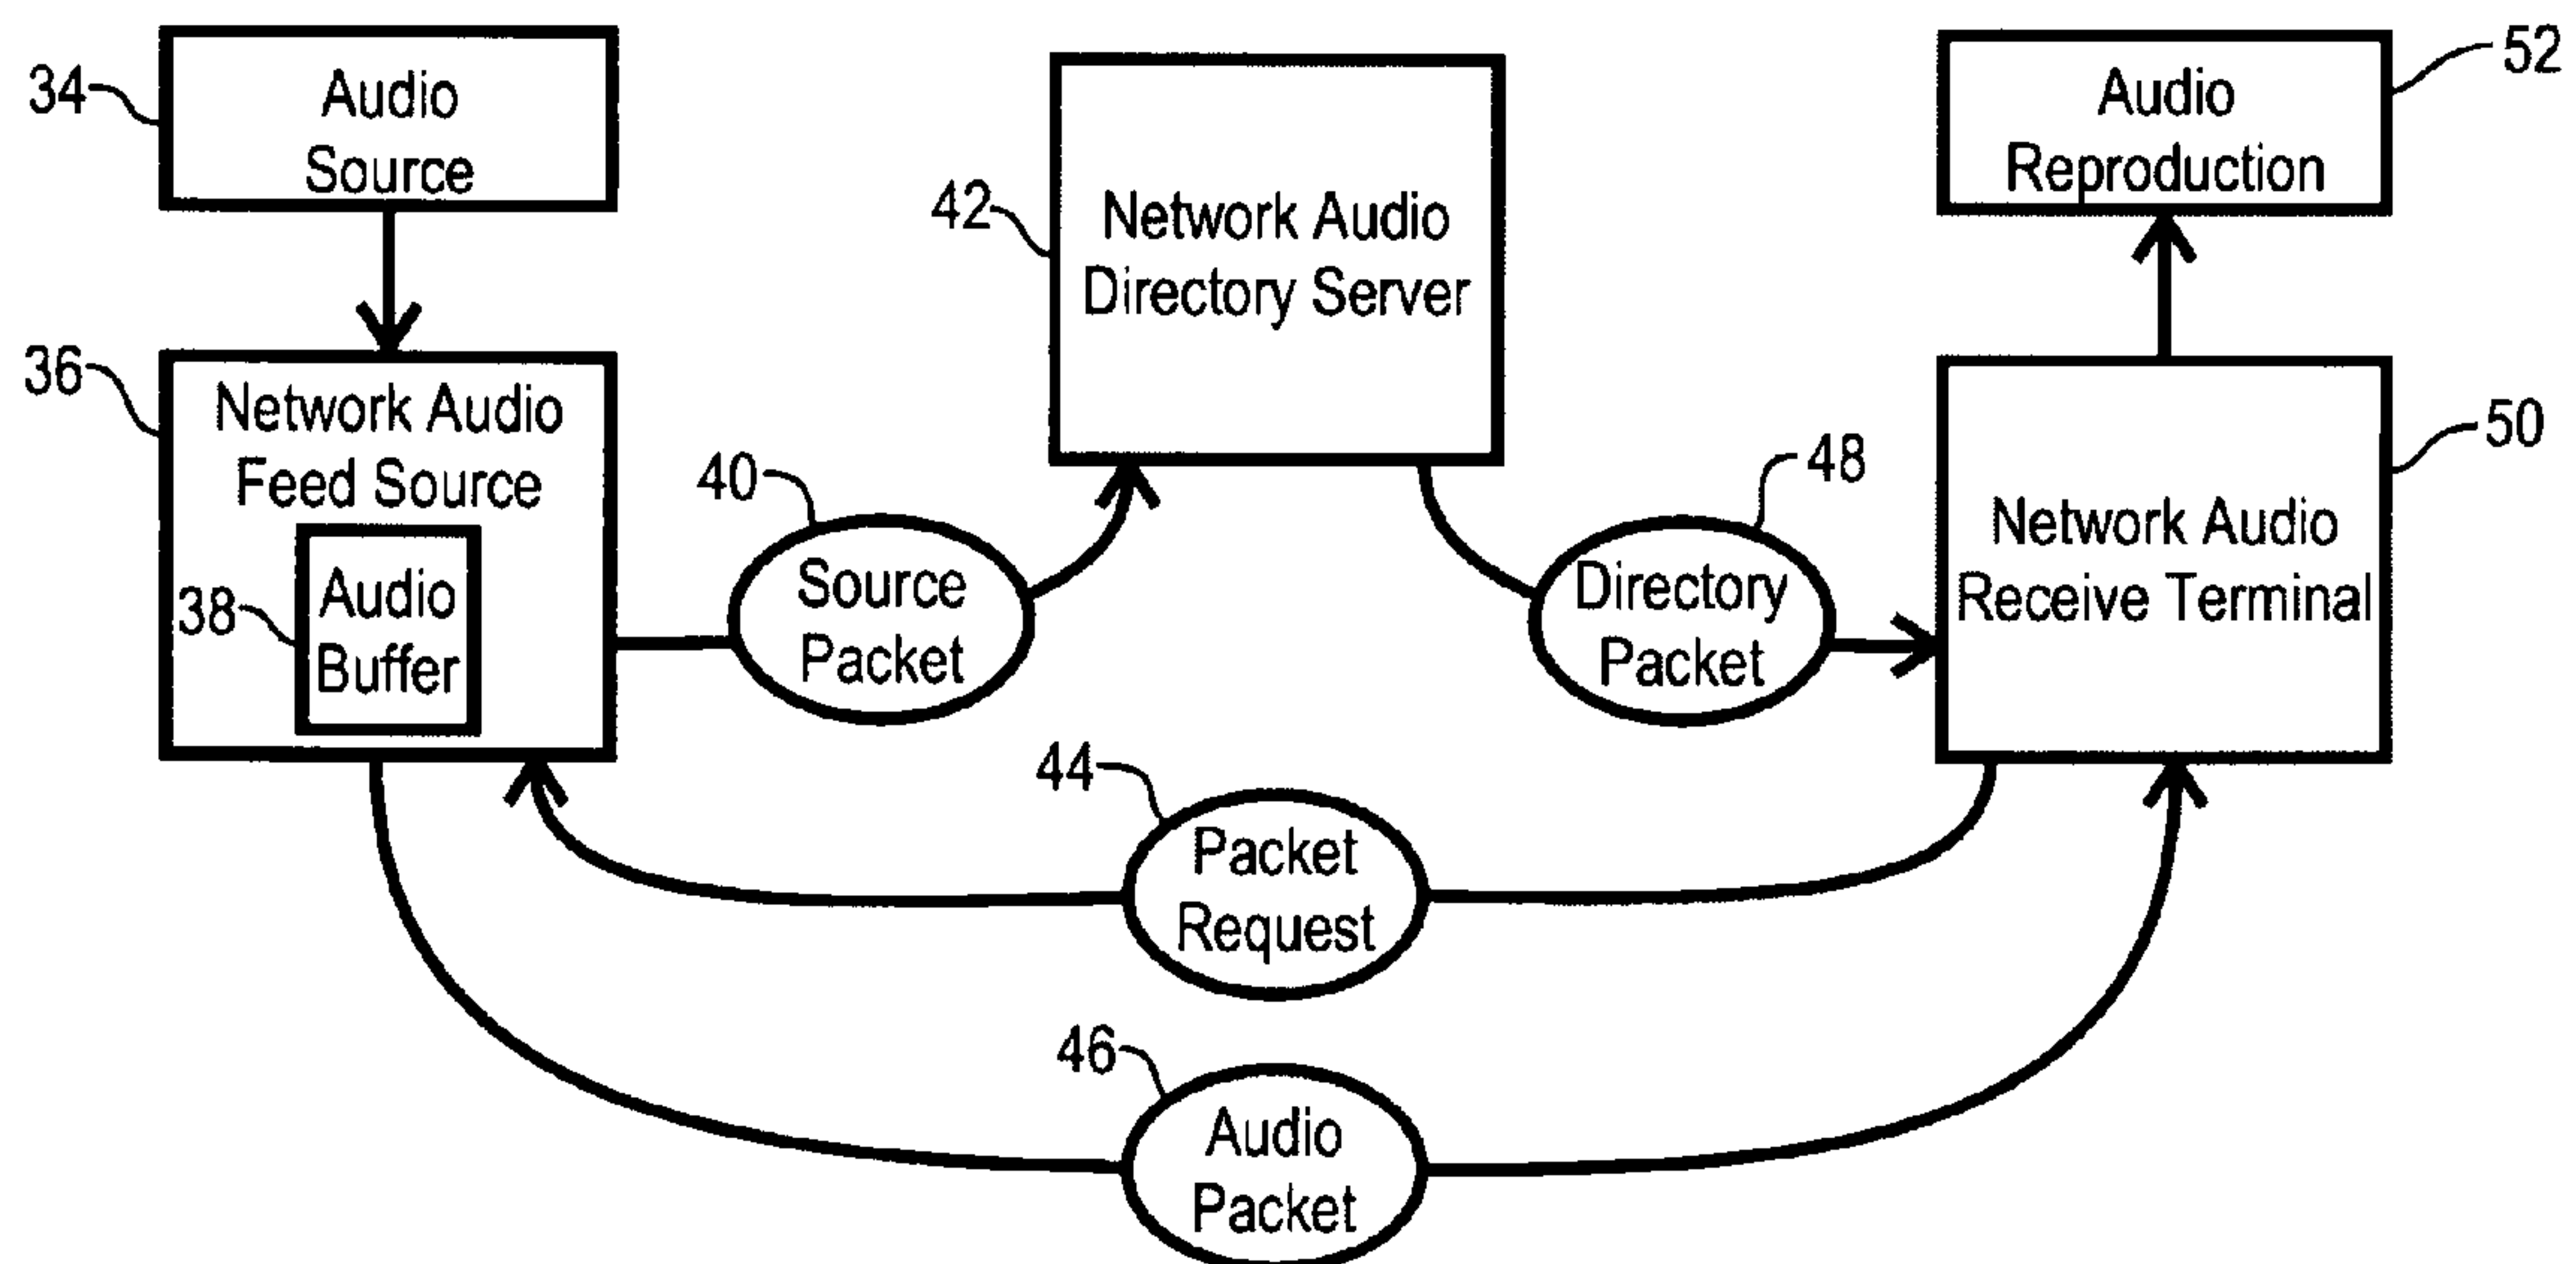 34
Audio
Source
36
Network Audio
Feed Source
38
Audio
Buffer
40
Source
Packet
42
Network Audio
Directory Server
44
Packet
Request
46
Audio
Packet
48
Directory
Packet
50
Network Audio
Receive Terminal
52
Audio
Reproduction